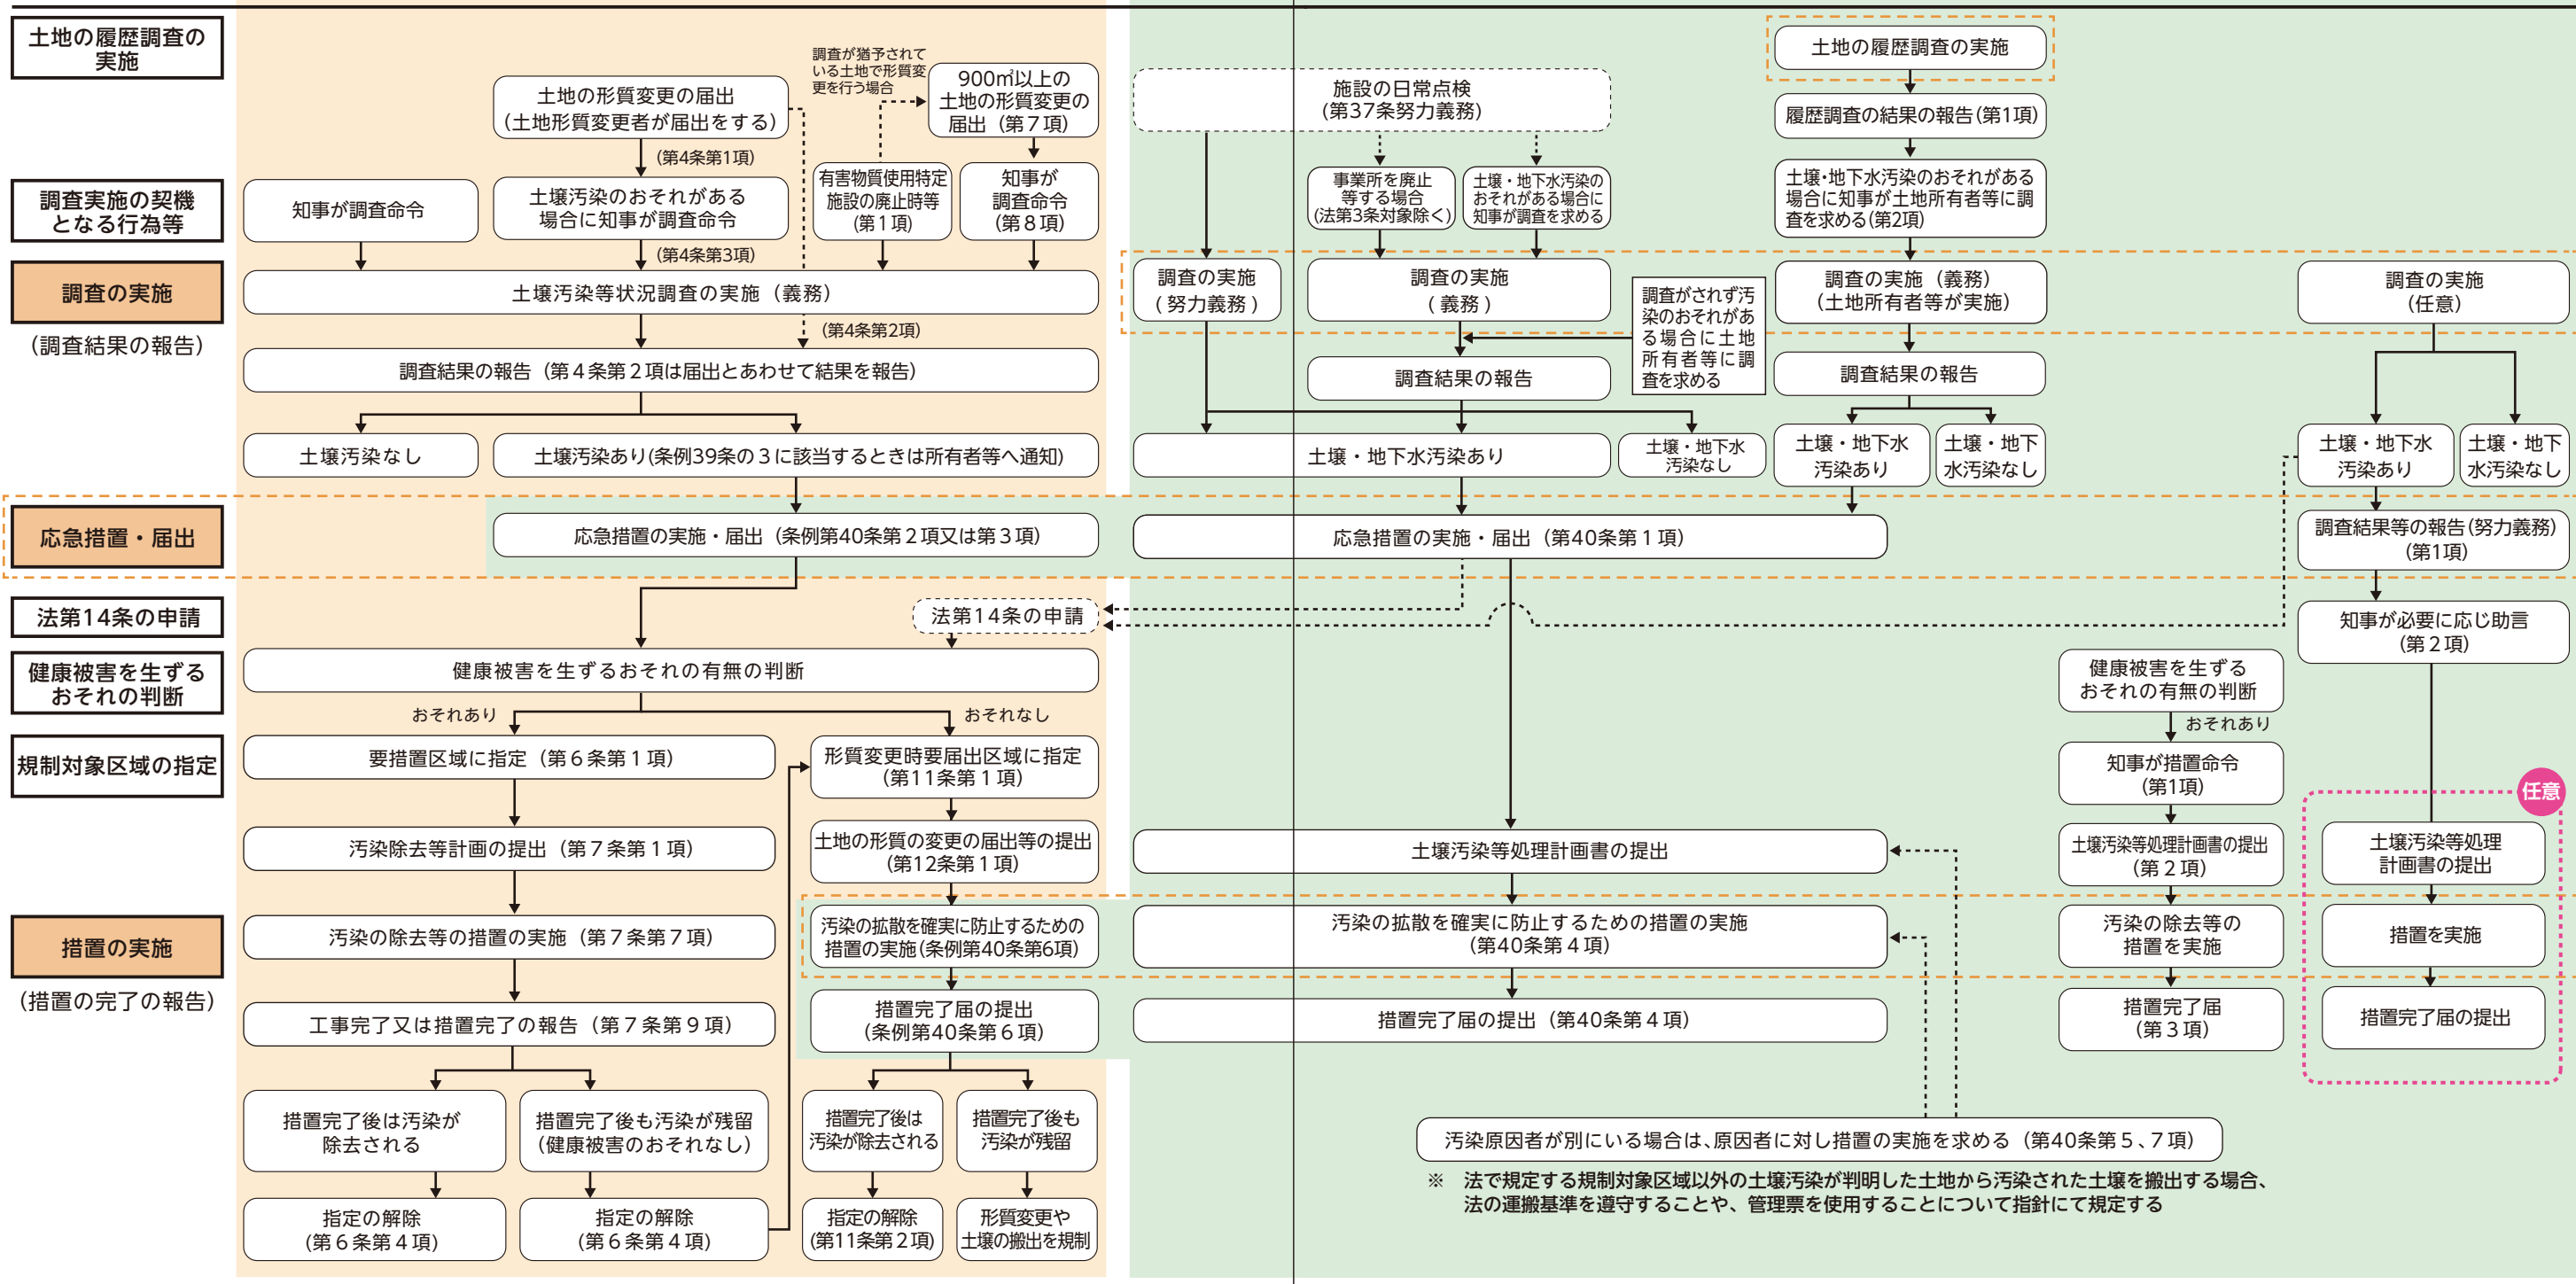 土地の履歴調査の
実施
調査実施の契機
となる行為等
調査の実施
(調査結果の報告)
応急措置・届出
法第14条の申請
健康被害を生ずる
おそれの判断
規制対象区域の指定
措置の実施
(措置の完了の報告)
土地の形質変更の届出
(土地形質変更者が届出をする)
調査が猶予されて
いる土地で形質変
更を行う場合
900㎡以上の
土地の形質変更の
届出（第７項）
(第4条第1項)
知事が調査命令
土壌汚染のおそれがある
場合に知事が調査命令
有害物質使用特定
施設の廃止時等
(第１項)
知事が
調査命令
(第８項)
(第4条第3項)
土壌汚染等状況調査の実施（義務）
(第4条第2項)
調査結果の報告（第４条第２項は届出とあわせて結果を報告）
土壌汚染なし
土壌汚染あり(条例39条の３に該当するときは所有者等へ通知)
応急措置の実施・届出（条例第40条第２項又は第３項）
法第14条の申請
健康被害を生ずるおそれの有無の判断
おそれあり
おそれなし
要措置区域に指定（第６条第１項）
形質変更時要届出区域に指定
(第11条第１項)
汚染除去等計画の提出（第７条第１項）
土地の形質の変更の届出等の提出
(第12条第１項)
汚染の除去等の措置の実施（第７条第７項）
汚染の拡散を確実に防止するための
措置の実施(条例第40条第6項)
工事完了又は措置完了の報告（第７条第９項）
措置完了届の提出
(条例第40条第６項)
措置完了後は汚染が
除去される
措置完了後も汚染が残留
(健康被害のおそれなし)
措置完了後は
汚染が除去される
措置完了後も
汚染が残留
指定の解除
(第６条第４項)
指定の解除
(第６条第４項)
指定の解除
(第11条第２項)
形質変更や
土壌の搬出を規制
施設の日常点検
(第37条努力義務)
事業所を廃止
等する場合
(法第3条対象除く)
土壌・地下水汚染の
おそれがある場合に
知事が調査を求める
調査の実施
(努力義務)
調査の実施
(義務)
調査がされず汚
染のおそれがあ
る場合に土地
所有者等に調
査を求める
調査結果の報告
土壌・地下水汚染あり
土壌・地下水
汚染なし
応急措置の実施・届出（第40条第１項）
土壌汚染等処理計画書の提出
汚染の拡散を確実に防止するための措置の実施
(第40条第４項)
措置完了届の提出（第40条第４項）
土地の履歴調査の実施
履歴調査の結果の報告(第1項)
土壌・地下水汚染のおそれがある
場合に知事が土地所有者等に調
査を求める(第2項)
調査の実施（義務）
(土地所有者等が実施)
調査結果の報告
土壌・地下水
汚染あり
土壌・地下
水汚染なし
健康被害を生ずる
おそれの有無の判断
おそれあり
知事が措置命令
(第1項)
土壌汚染等処理計画書の提出
(第２項)
汚染の除去等の
措置を実施
措置完了届
(第３項)
調査の実施
(任意)
土壌・地下水
汚染あり
土壌・地下
水汚染なし
調査結果等の報告(努力義務)
(第1項)
知事が必要に応じ助言
(第２項)
任意
土壌汚染等処理
計画書の提出
措置を実施
措置完了届の提出
汚染原因者が別にいる場合は、原因者に対し措置の実施を求める（第40条第５、７項）
※　法で規定する規制対象区域以外の土壌汚染が判明した土地から汚染された土壌を搬出する場合、
法の運搬基準を遵守することや、管理票を使用することについて指針にて規定する